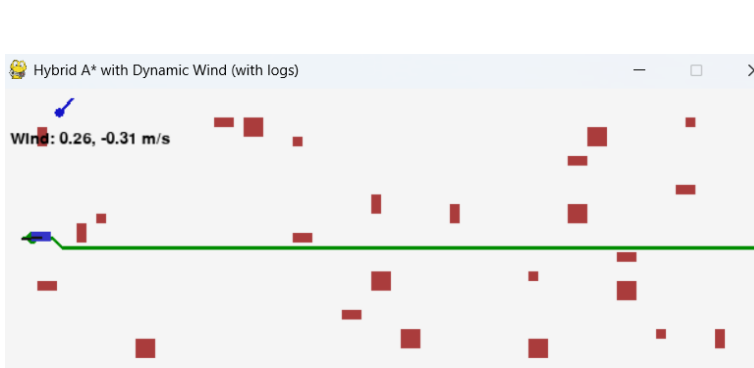 Hybrid A* with Dynamic Wind (with logs)
Wind: 0.26, -0.31 m/s